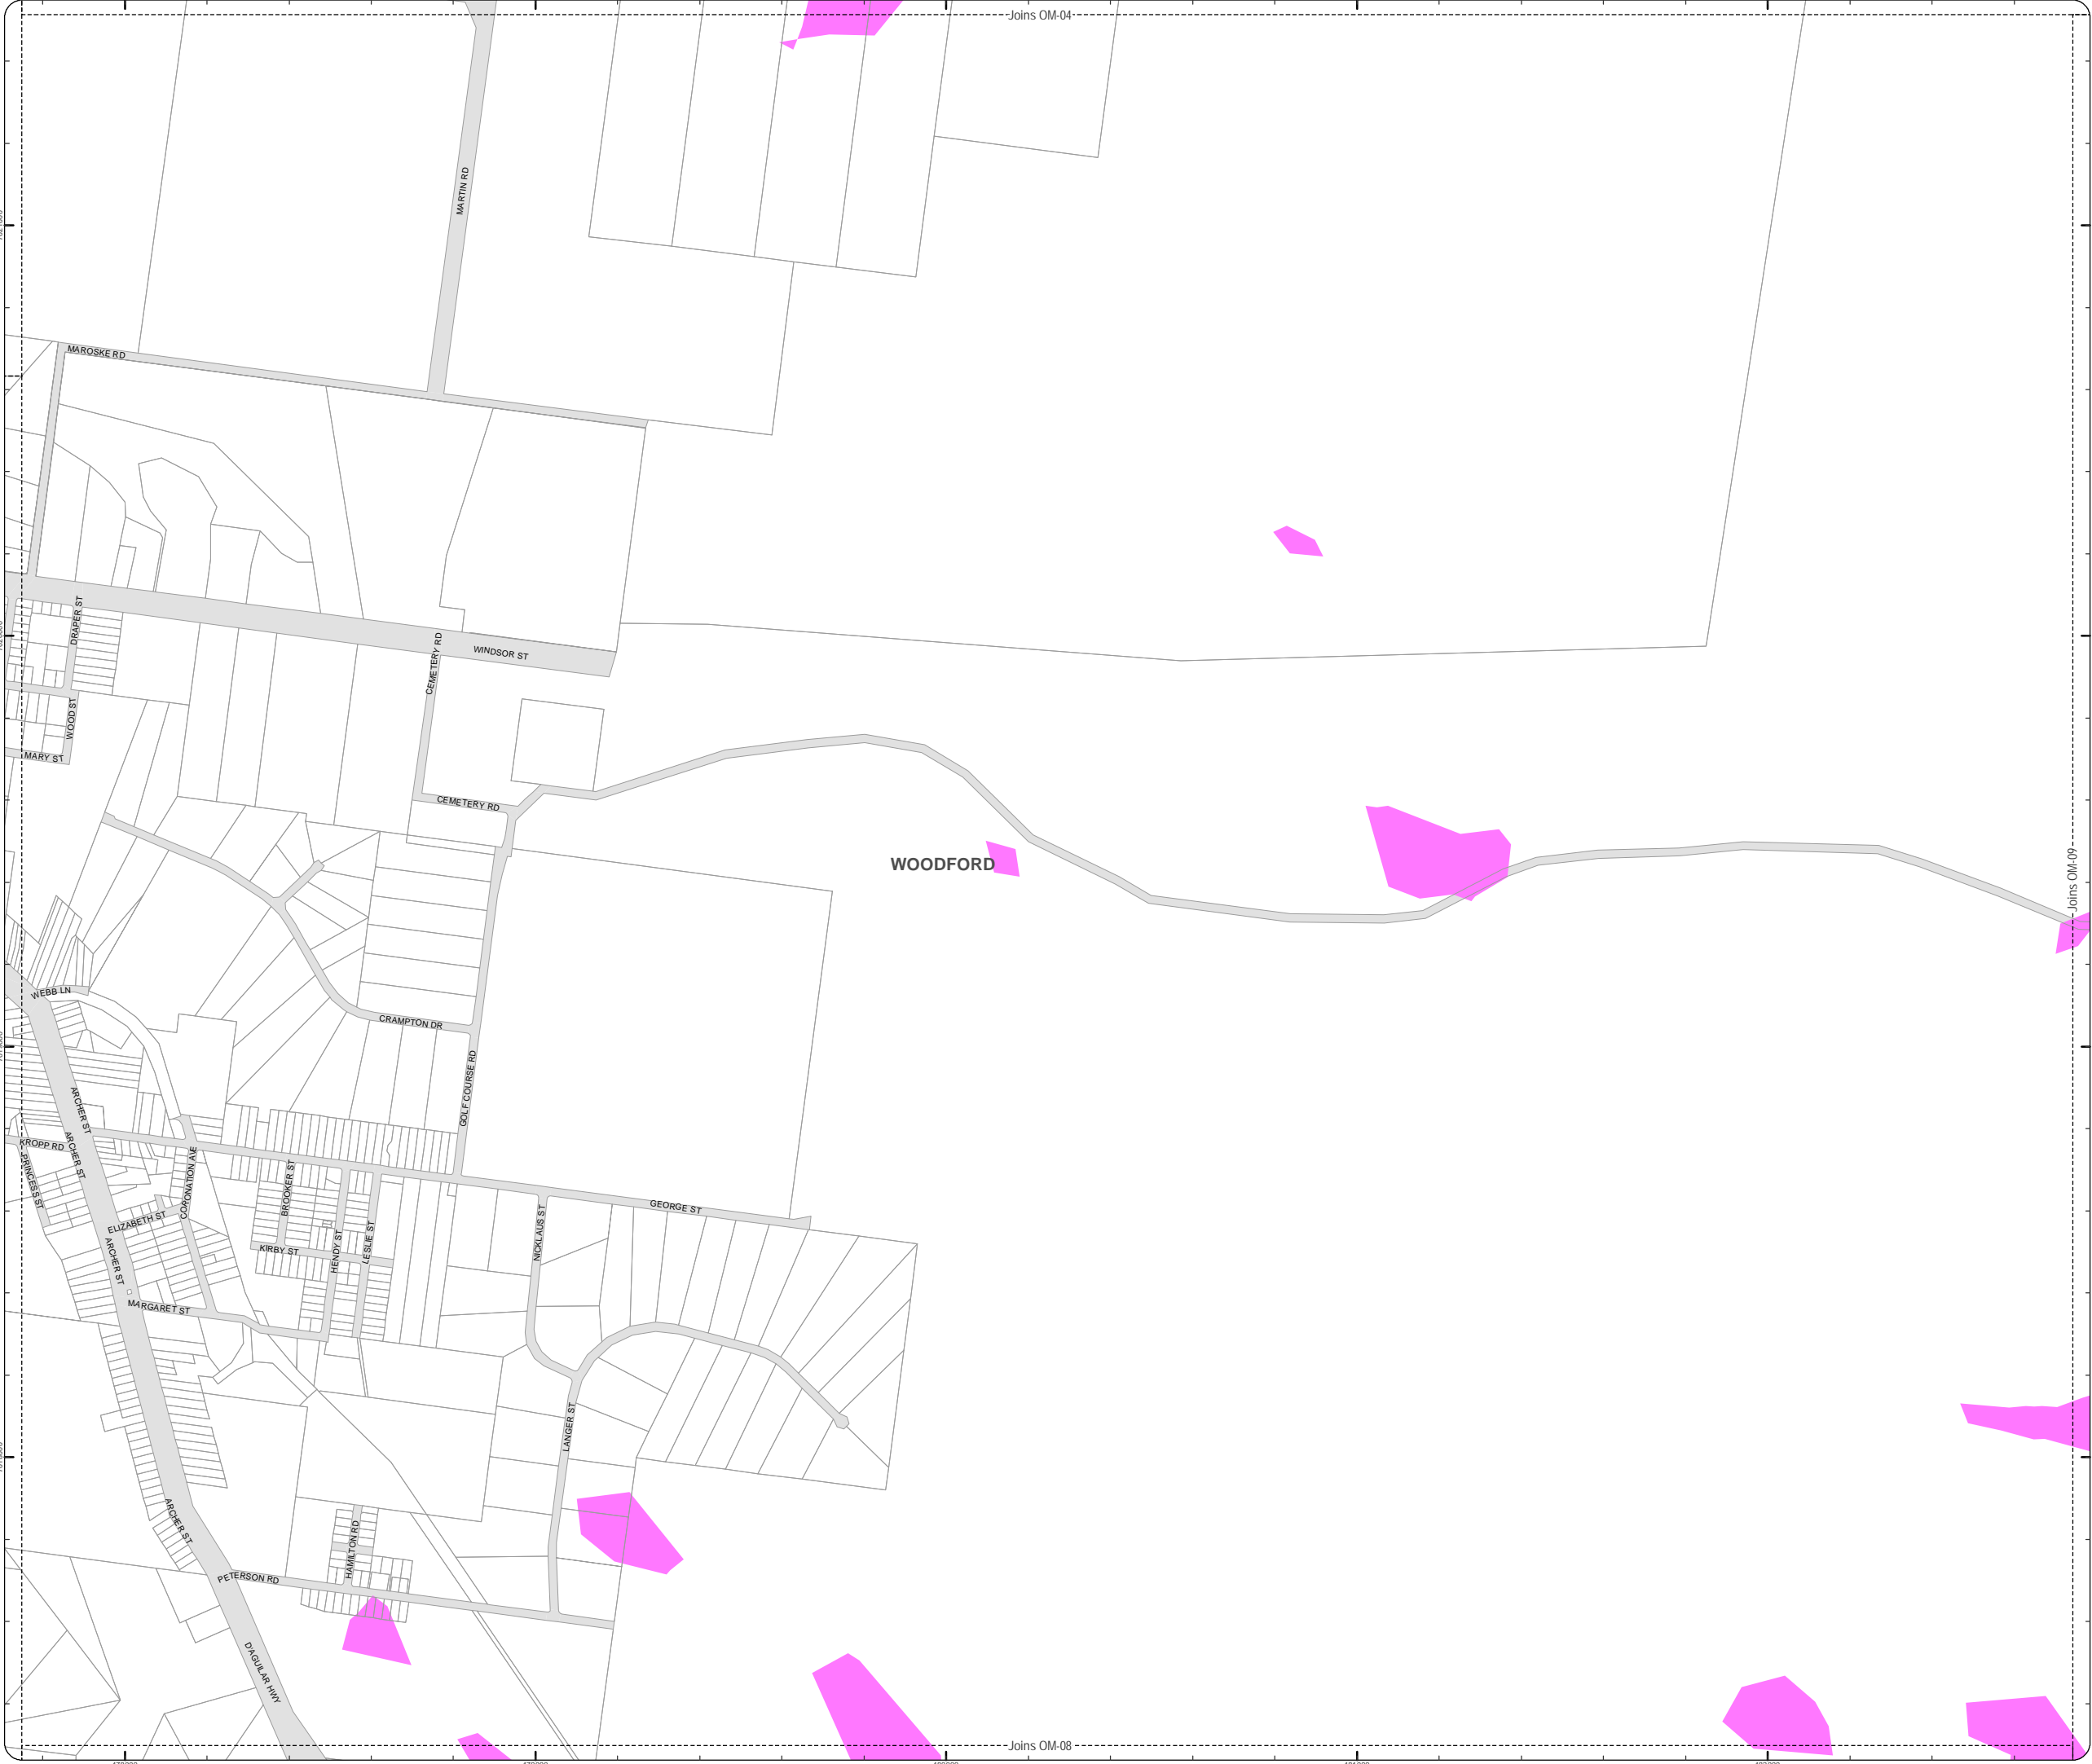 Joins OM-04
MARTIN RD
MAROSKE RD
DRAPER ST
CEMETERY RD
WINDSOR ST
WOOD ST
MARY ST
CEMETERY RD
WOODFORD
Joins OM-09
WEBB LN
CRAMPTON DR
GOLF COURSE RD
ARCHER ST
ARCHER ST
KROPP RD
PRINCESS ST
CORONATION AVE
BROOKER ST
ELIZABETH ST
GEORGE ST
NICKLAUS ST
KIRBY ST
HENDY ST
LESLIE ST
ARCHER ST
MARGARET ST
LANGER ST
ARCHER ST
HAMILTON RD
PETERSON RD
D'AGUILAR HWY
Joins OM-08